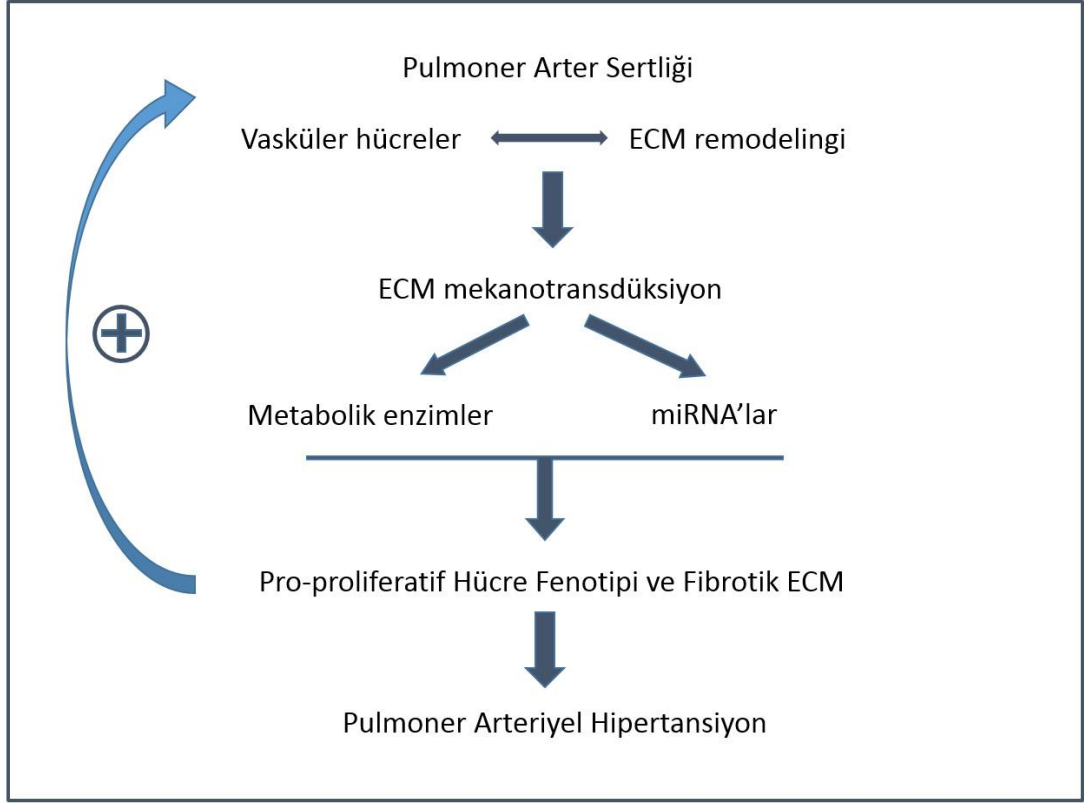 Pulmoner Arter Sertliği
Vasküler hücreler ECM remodelingi
ECM mekanotransdüksiyon
Metabolik enzimler miRNA’lar
Pro-proliferatif Hücre Fenotipi ve Fibrotik ECM
Pulmoner Arteriyel Hipertansiyon